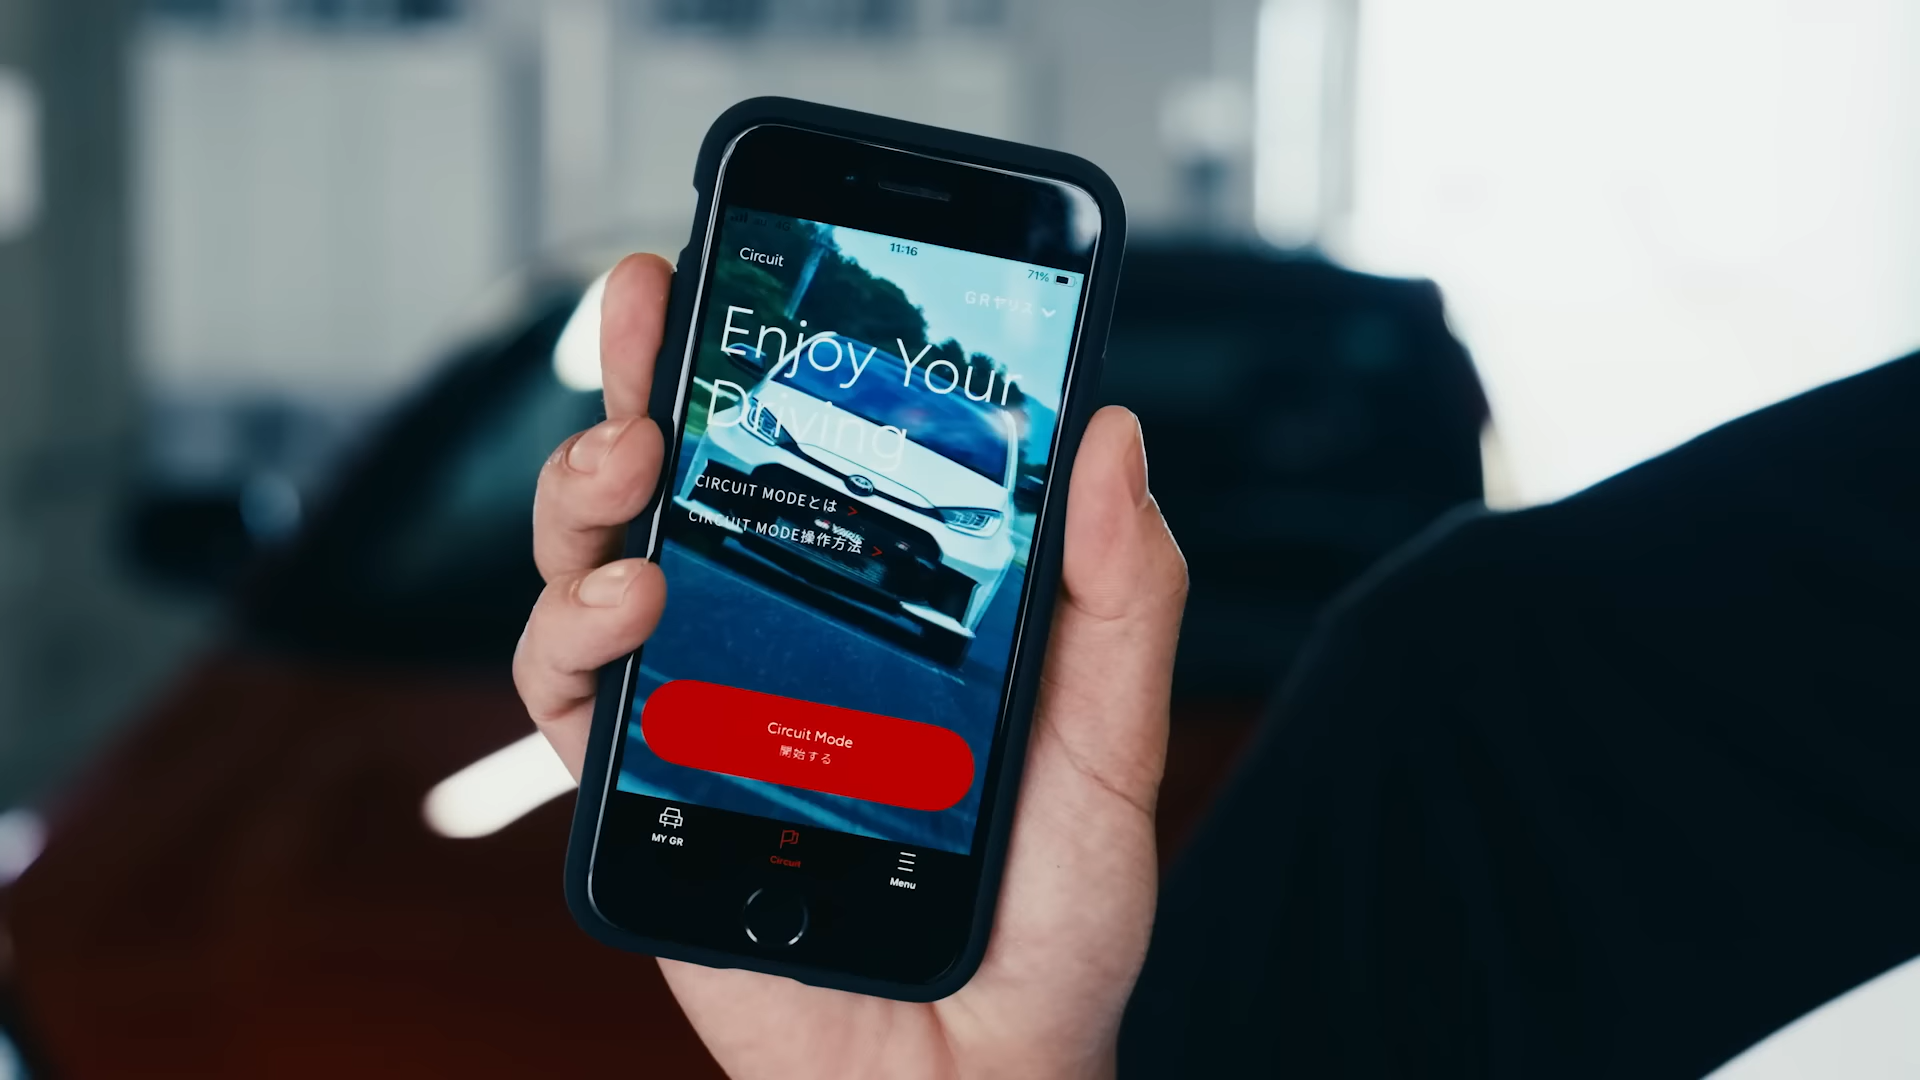 11:16
71%
Circuit
GRヤリス
Enjoy Your
Driving
CIRCUIT MODEとは >
CIRCUIT MODE操作方法 >
Circuit Mode
開始する
MY GR
Circuit
Menu